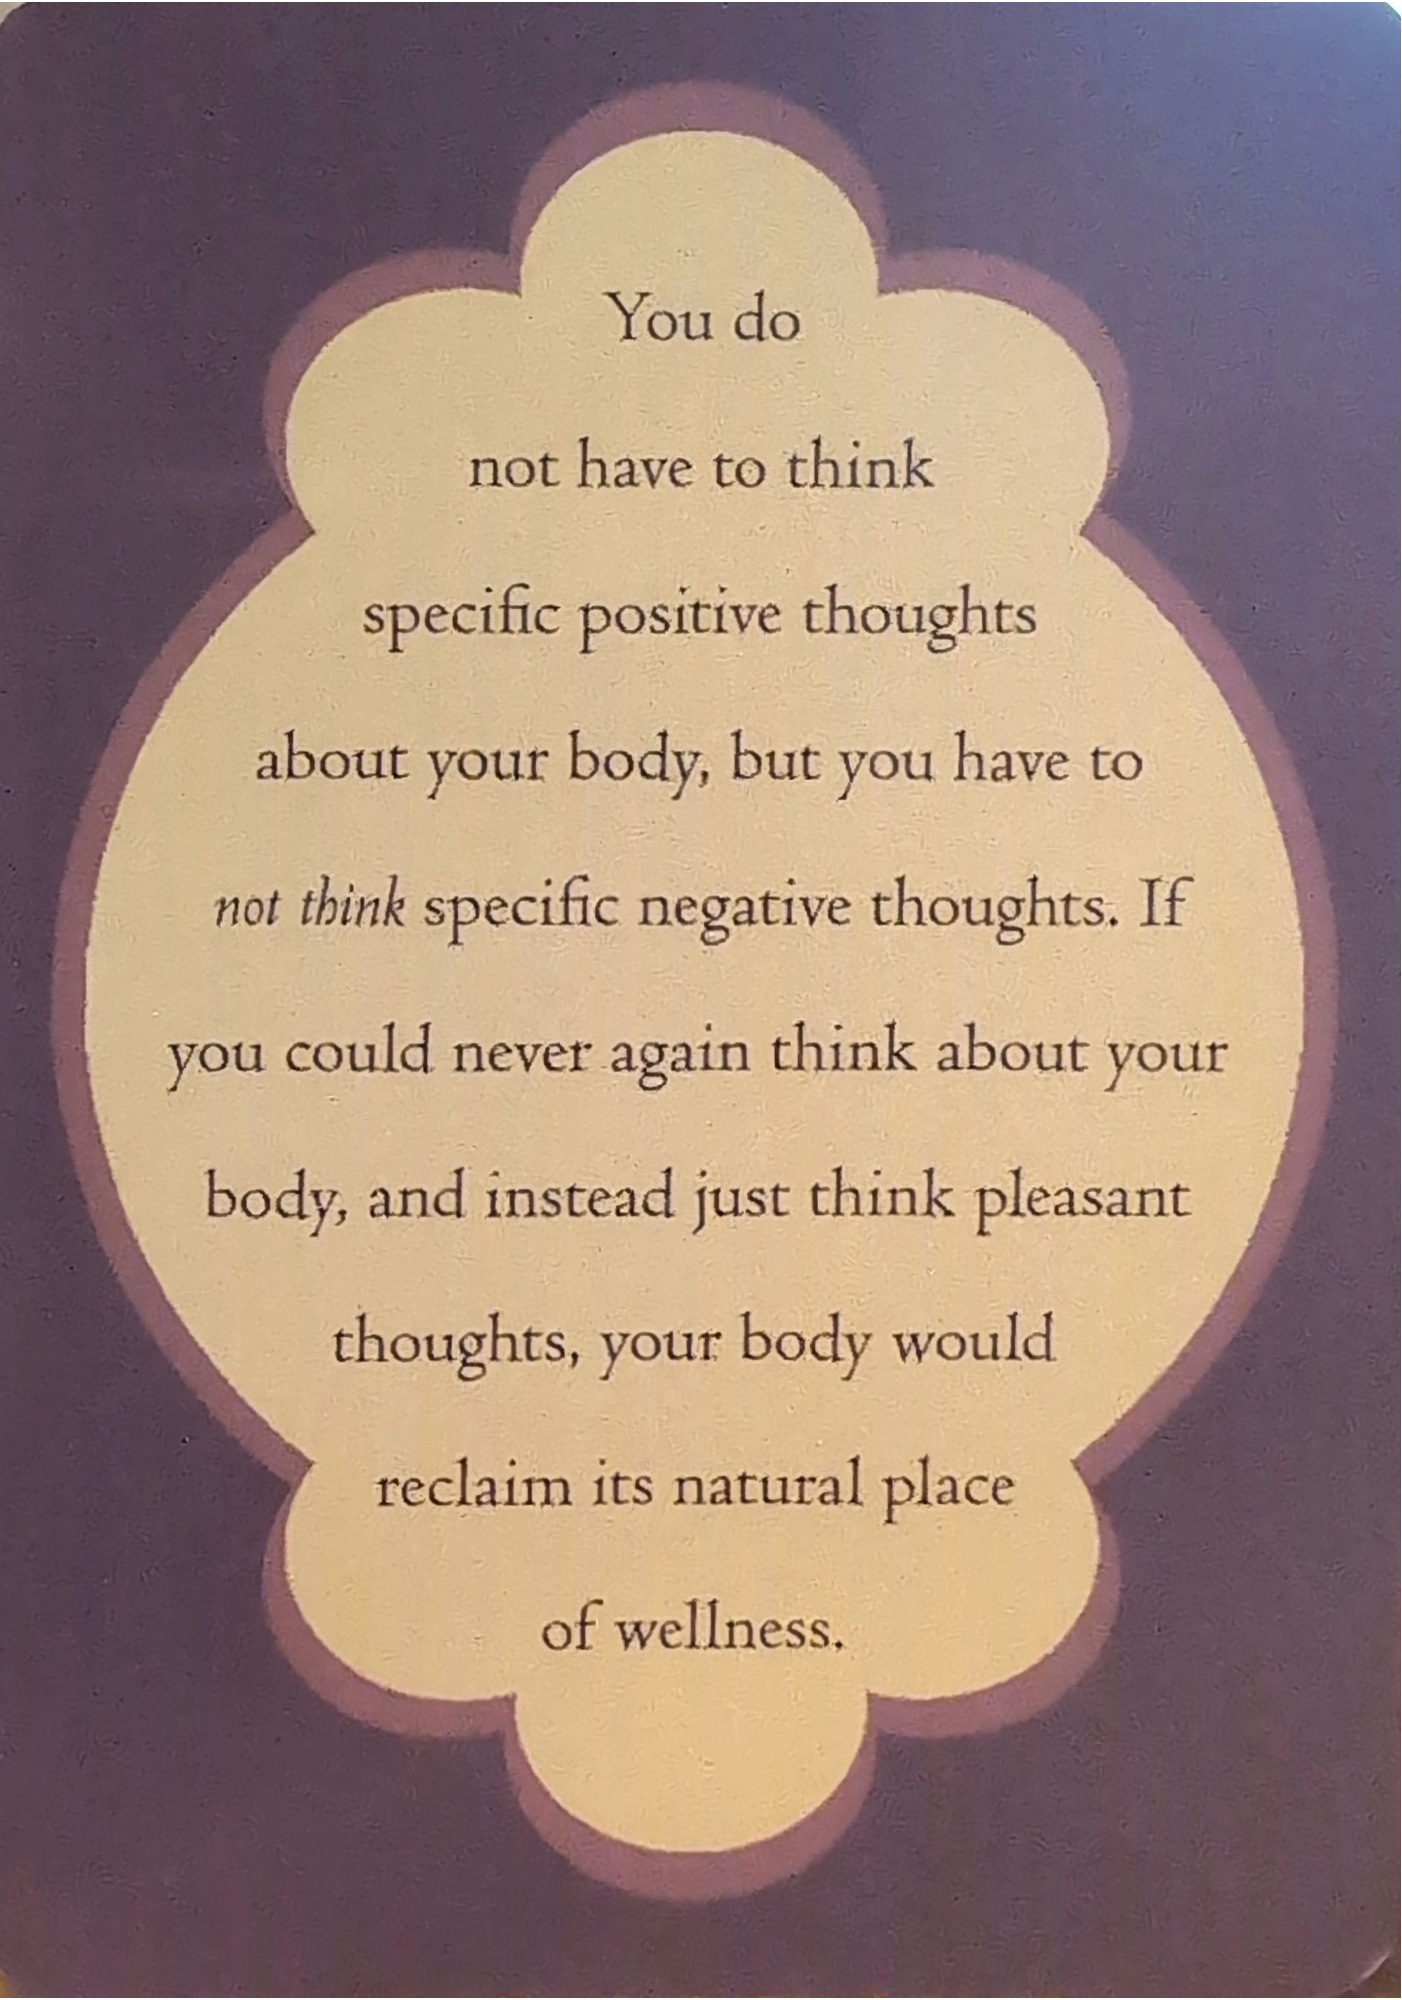 You do
not have to think
specific positive thoughts
about your body, but you have to
not think specific negative thoughts. If
you could never again think about your
body, and instead just think pleasant
thoughts, your body would
reclaim its natural place
of wellness.